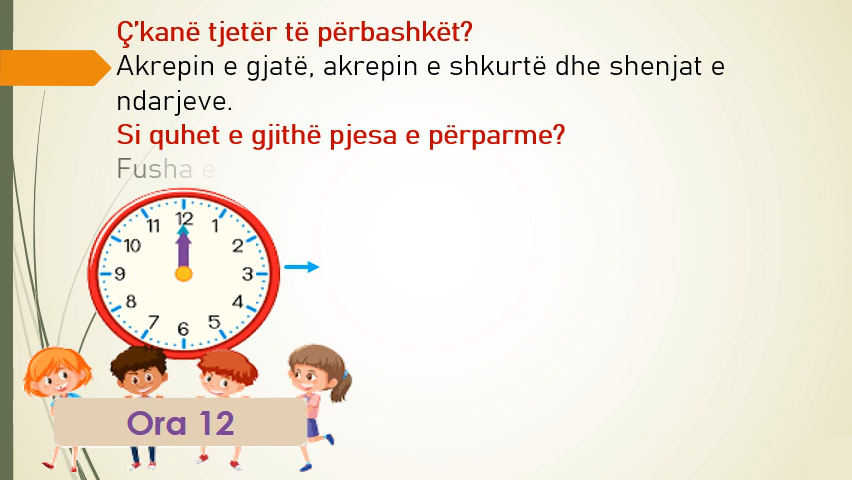 Ç'kanë tjetër të përbashkët?
Akrepin e gjatë, akrepin e shkurtë dhe shenjat e
ndarjeve.
Si quhet e gjithë pjesa e përparme?
Fusha e
12
11 1
10 2
9 3
8 4
7 5
6
Ora 12